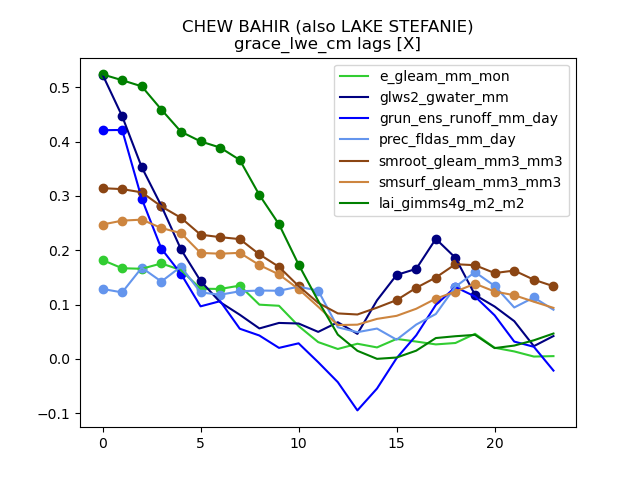 CHEW BAHIR (also LAKE STEFANIE)
grace_lwe_cm lags [X]
e_gleam_mm_mon
glws2_gwater_mm
grun_ens_runoff_mm_day
prec_fldas_mm_day
smroot_gleam_mm3_mm3
smsurf_gleam_mm3_mm3
lai_gimms4g_m2_m2
0.5
0.4
0.3
0.2
0.1
0.0
−0.1
0 5 10 15 20